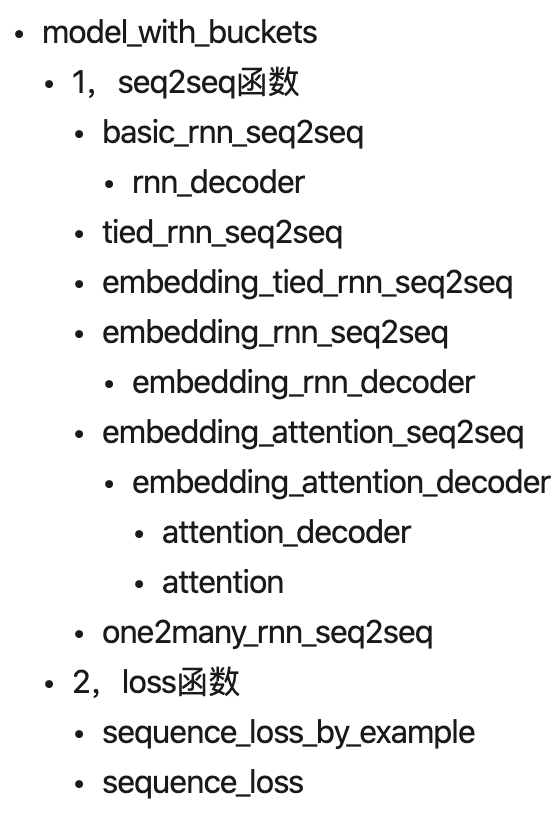 • model_with_buckets
• 1，seq2seq函数
• basic_rnn_seq2seq
• rnn_decoder
• tied_rnn_seq2seq
• embedding_tied_rnn_seq2seq
• embedding_rnn_seq2seq
• embedding_rnn_decoder
• embedding_attention_seq2seq
• embedding_attention_decoder
• attention_decoder
• attention
• one2many_rnn_seq2seq
• 2，loss函数
• sequence_loss_by_example
• sequence_loss